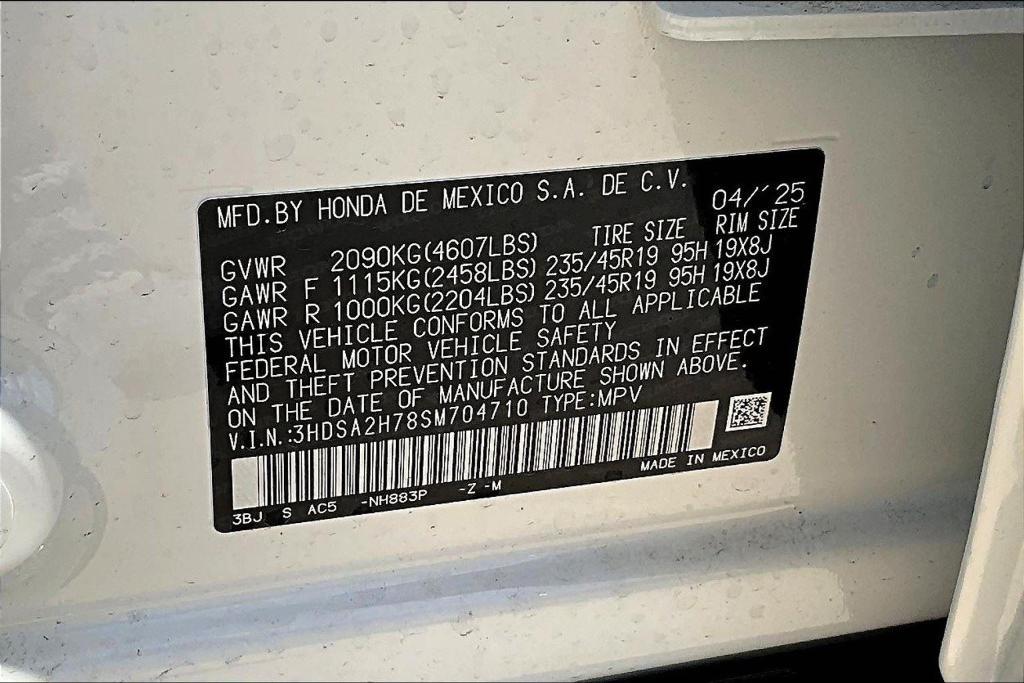 MFD.BY HONDA DE MEXICO S.A. DE C.V.
04/'25
TIRE SIZE RIM SIZE
GVWR 2090KG(4607LBS)
GAWR F 1115KG(2458LBS) 235/45R19 95H 19X8J
GAWR R 1000KG(2204LBS) 235/45R19 95H 19X8J
THIS VEHICLE CONFORMS TO ALL APPLICABLE
FEDERAL MOTOR VEHICLE SAFETY
AND THEFT PREVENTION STANDARDS IN EFFECT
ON THE DATE OF MANUFACTURE SHOWN ABOVE.
V.I.N.:3HDSA2H78SM704710 TYPE:MPV
MADE IN MEXICO
3BJ S AC5 -NH883P -Z -M